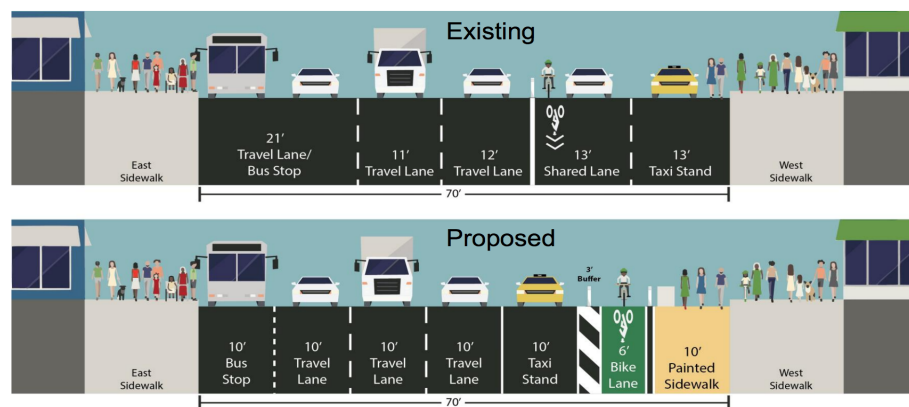 Existing
21’
Travel Lane/
Bus Stop
11’
Travel Lane
12’
Travel Lane
13’
Shared Lane
13’
Taxi Stand
East
Sidewalk
West
Sidewalk
70’
Proposed
3’
Buffer
10’
Bus
Stop
10’
Travel
Lane
10’
Travel
Lane
10’
Travel
Lane
10’
Taxi
Stand
6’
Bike
Lane
10’
Painted
Sidewalk
East
Sidewalk
West
Sidewalk
70’